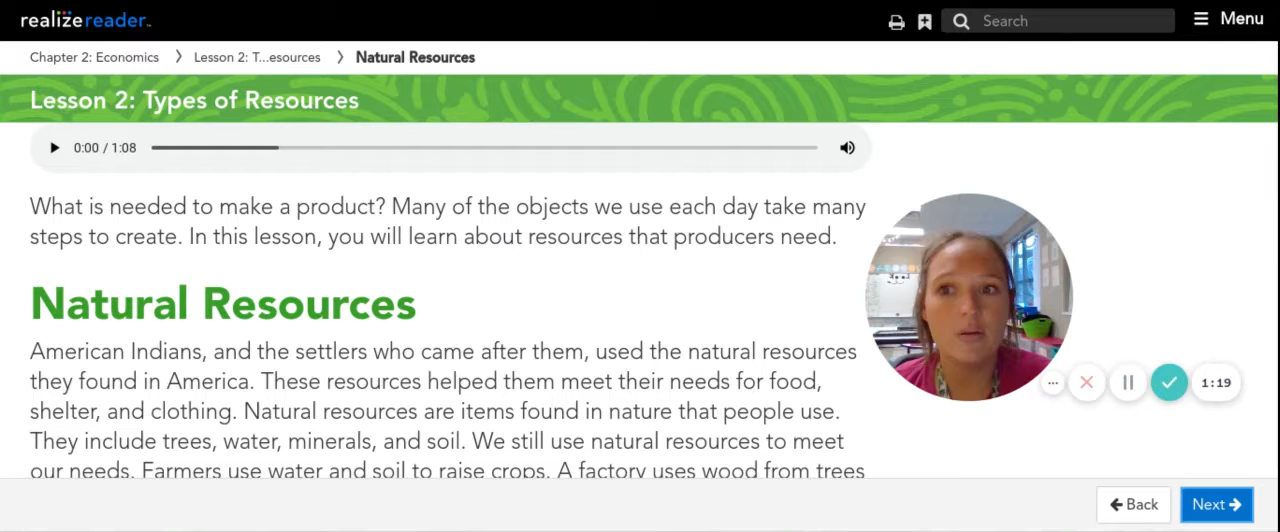 realize reader™
Search
Menu
Chapter 2: Economics
Lesson 2: T...esources
Natural Resources
Lesson 2: Types of Resources
0:00 / 1:08
What is needed to make a product? Many of the objects we use each day take many
steps to create. In this lesson, you will learn about resources that producers need.
Natural Resources
American Indians, and the settlers who came after them, used the natural resources
they found in America. These resources helped them meet their needs for food,
shelter, and clothing. Natural resources are items found in nature that people use.
They include trees, water, minerals, and soil. We still use natural resources to meet
our needs. Farmers use water and soil to raise crops. A factory uses wood from trees
1:19
Back
Next